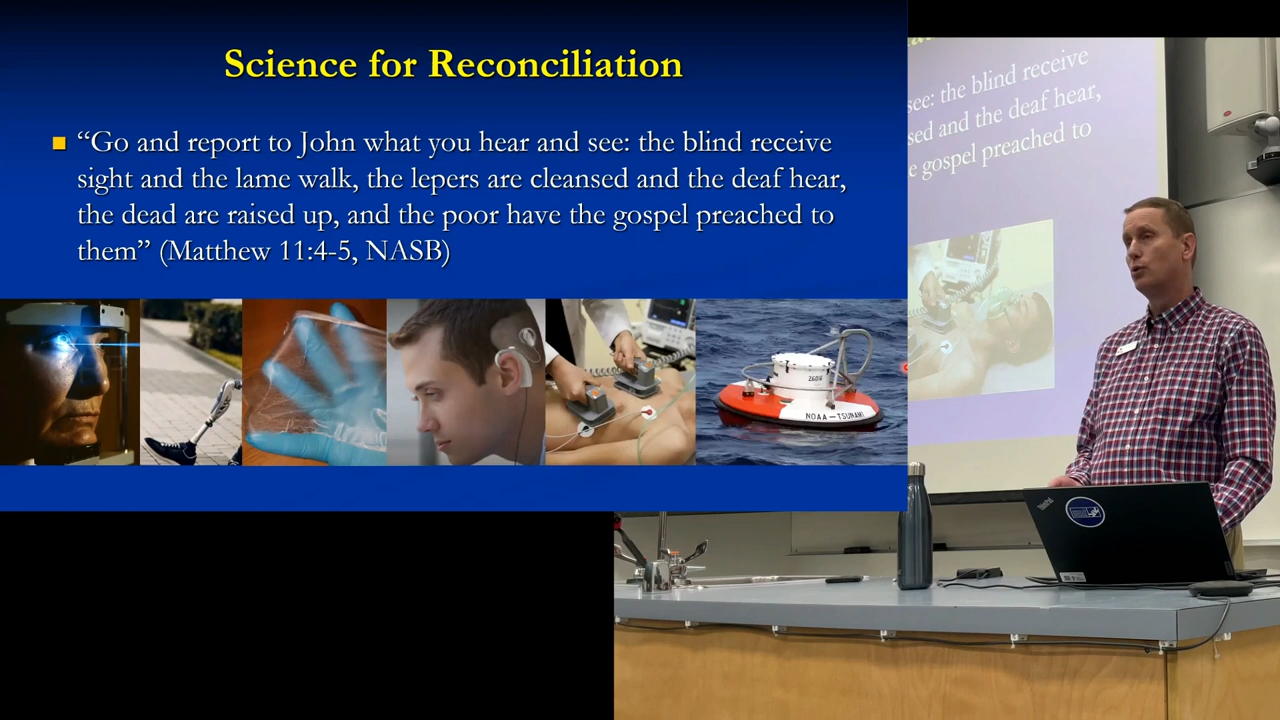 Science for Reconciliation
“Go and report to John what you hear and see: the blind receive
sight and the lame walk, the lepers are cleansed and the deaf hear,
the dead are raised up, and the poor have the gospel preached to
them” (Matthew 11:4-5, NASB)
NOAA – TSUNAMI
see: the blind receive
sed and the deaf hear,
e gospel preached to
ThinkPad